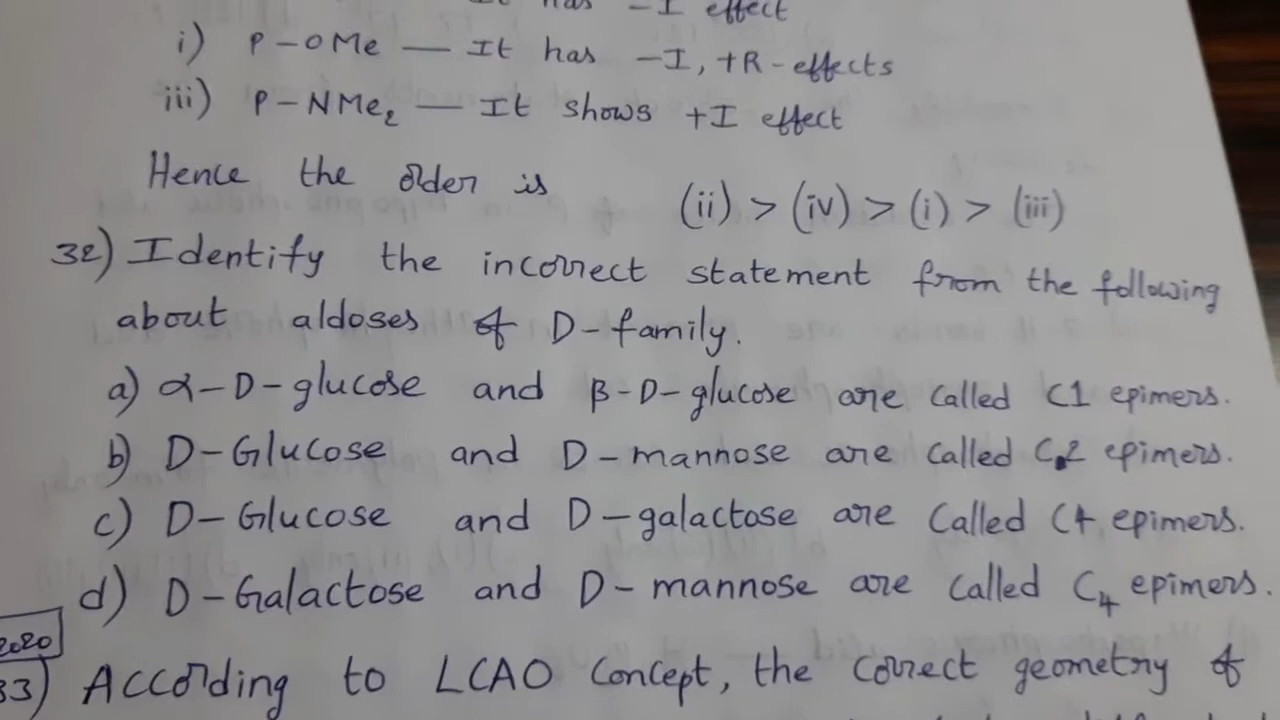 has -I effect
i) P-OMe — It has -I, +R-effects
iii) P-NMe₂ — It shows +I effect
Hence the order is (ii) > (iv) > (i) > (iii)
32) Identify the incorrect statement from the following
about aldoses of D-family.
a) α-D-glucose and β-D-glucose are called C1 epimers.
b) D-Glucose and D-mannose are called C2 epimers.
c) D-Glucose and D-galactose are called C4 epimers.
d) D-Galactose and D-mannose are called C₄ epimers.
2020
33) According to LCAO Concept, the correct geometry of